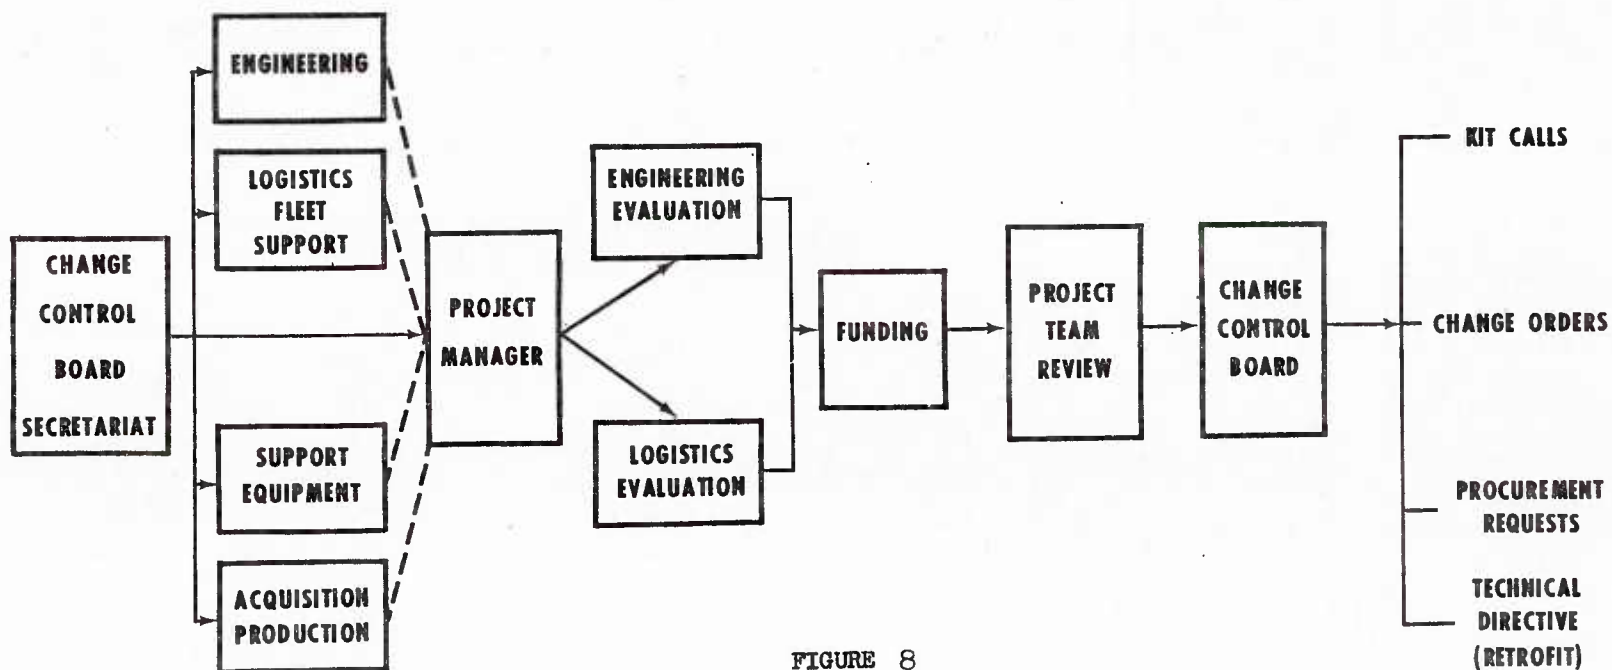 CHANGE
CONTROL
BOARD
SECRETARIAT
ENGINEERING
LOGISTICS
FLEET
SUPPORT
SUPPORT
EQUIPMENT
ACQUISITION
PRODUCTION
PROJECT
MANAGER
ENGINEERING
EVALUATION
LOGISTICS
EVALUATION
FUNDING
PROJECT
TEAM
REVIEW
CHANGE
CONTROL
BOARD
KIT CALLS
CHANGE ORDERS
PROCUREMENT
REQUESTS
TECHNICAL
DIRECTIVE
(RETROFIT)
FIGURE 8